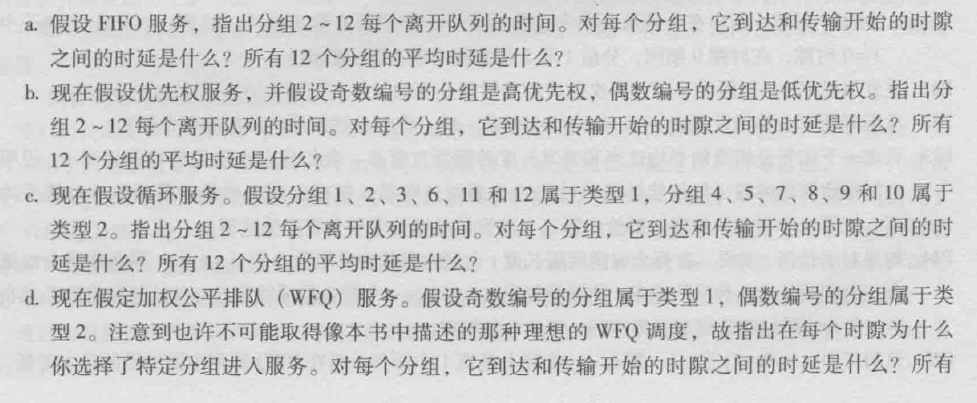 a. 假设 FIFO 服务，指出分组 2~12 每个离开队列的时间。对每个分组，它到达和传输开始的时隙
之间的时延是什么？所有 12 个分组的平均时延是什么？
b. 现在假设优先权服务，并假设奇数编号的分组是高优先权，偶数编号的分组是低优先权。指出分
组 2~12 每个离开队列的时间。对每个分组，它到达和传输开始的时隙之间的时延是什么？所有
12 个分组的平均时延是什么？
c. 现在假设循环服务。假设分组 1、2、3、6、11 和 12 属于类型 1，分组 4、5、7、8、9 和 10 属于
类型 2。指出分组 2~12 每个离开队列的时间。对每个分组，它到达和传输开始的时隙之间的时
延是什么？所有 12 个分组的平均时延是什么？
d. 现在假定加权公平排队（WFQ）服务。假设奇数编号的分组属于类型 1，偶数编号的分组属于类
型 2。注意到也许不可能取得像本书中描述的那种理想的 WFQ 调度，故指出在每个时隙为什么
你选择了特定分组进入服务。对每个分组，它到达和传输开始的时隙之间的时延是什么？所有